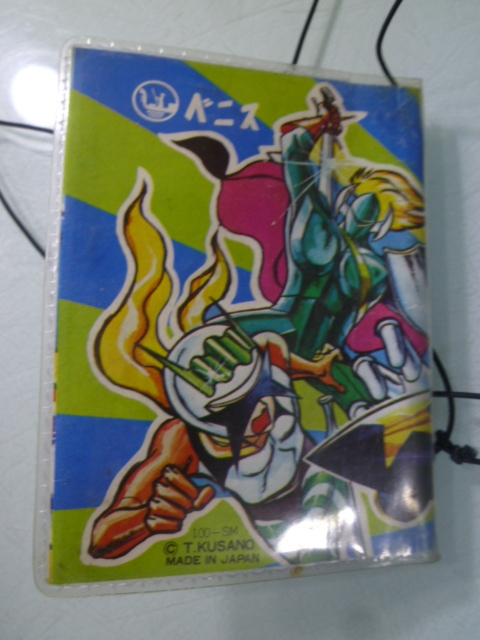 ベニス
100-SM
© T.KUSANO
MADE IN JAPAN